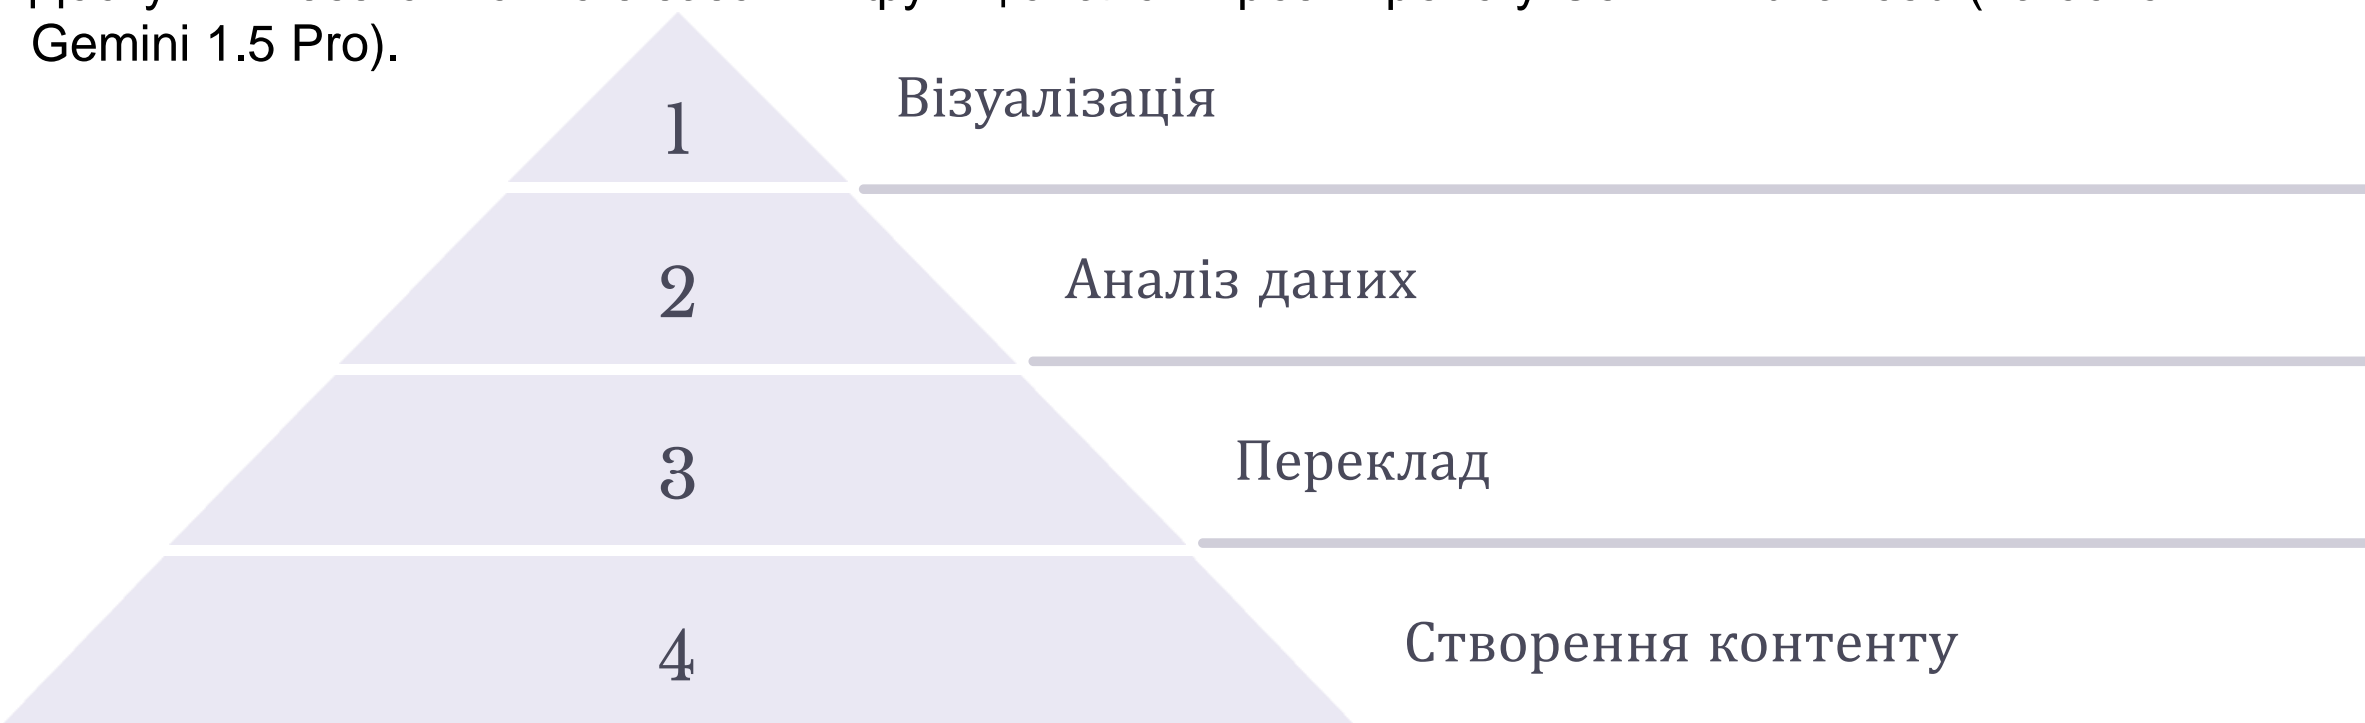 Gemini 1.5 Pro).
1
Візуалізація
2
Аналіз даних
3
Переклад
4
Створення контенту